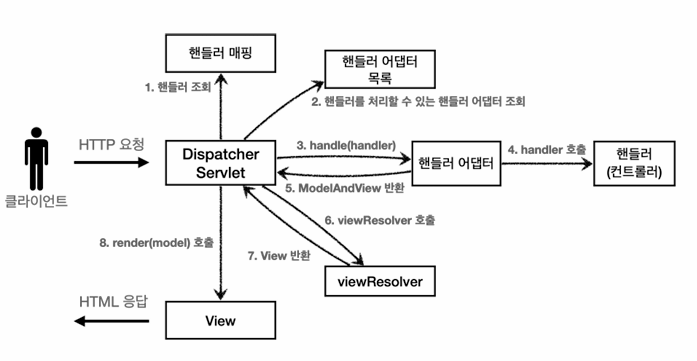 핸들러 매핑
핸들러 어댑터
목록
1. 핸들러 조회
2. 핸들러를 처리할 수 있는 핸들러 어댑터 조회
HTTP 요청
클라이언트
Dispatcher
Servlet
3. handle(handler)
핸들러 어댑터
4. handler 호출
핸들러
(컨트롤러)
5. ModelAndView 반환
6. viewResolver 호출
7. View 반환
8. render(model) 호출
viewResolver
HTML 응답
View